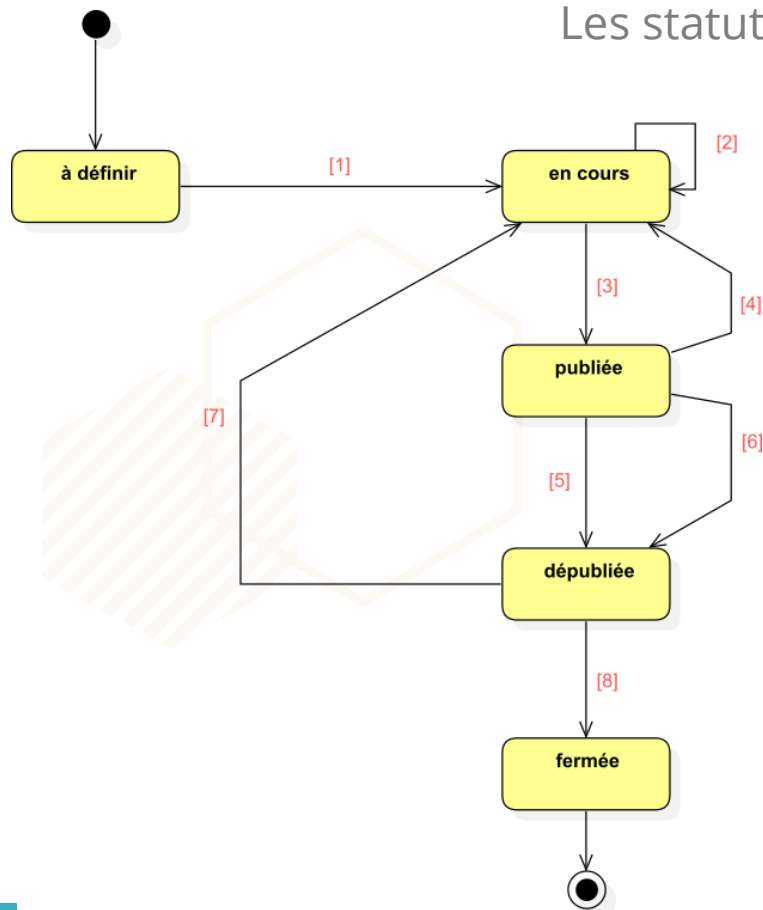 Les statut
[2]
[1]
à définir
en cours
[3]
[4]
publiée
[7]
[6]
[5]
dépubliée
[8]
fermée